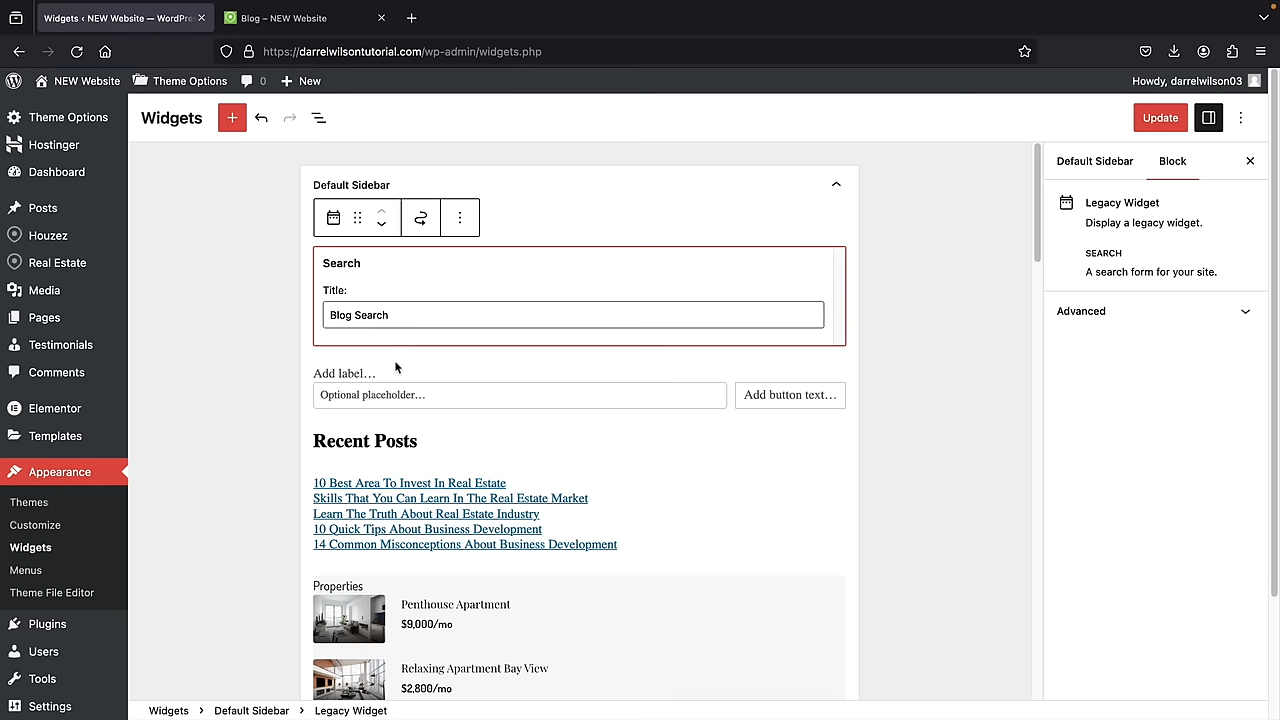 Widgets ‹ NEW Website — WordPre
Blog – NEW Website
https://darrelwilsontutorial.com/wp-admin/widgets.php
NEW Website
Theme Options
0
New
Howdy, darrelwilson03
Theme Options
Hostinger
Dashboard
Posts
Houzez
Real Estate
Media
Pages
Testimonials
Comments
Elementor
Templates
Appearance
Themes
Customize
Widgets
Menus
Theme File Editor
Plugins
Users
Tools
Settings
Widgets
Update
Default Sidebar
Search
Title:
Blog Search
Add label…
Optional placeholder…
Add button text…
Recent Posts
10 Best Area To Invest In Real Estate
Skills That You Can Learn In The Real Estate Market
Learn The Truth About Real Estate Industry
10 Quick Tips About Business Development
14 Common Misconceptions About Business Development
Properties
Penthouse Apartment
$9,000/mo
Relaxing Apartment Bay View
$2,800/mo
Default Sidebar
Block
Legacy Widget
Display a legacy widget.
SEARCH
A search form for your site.
Advanced
Widgets › Default Sidebar › Legacy Widget